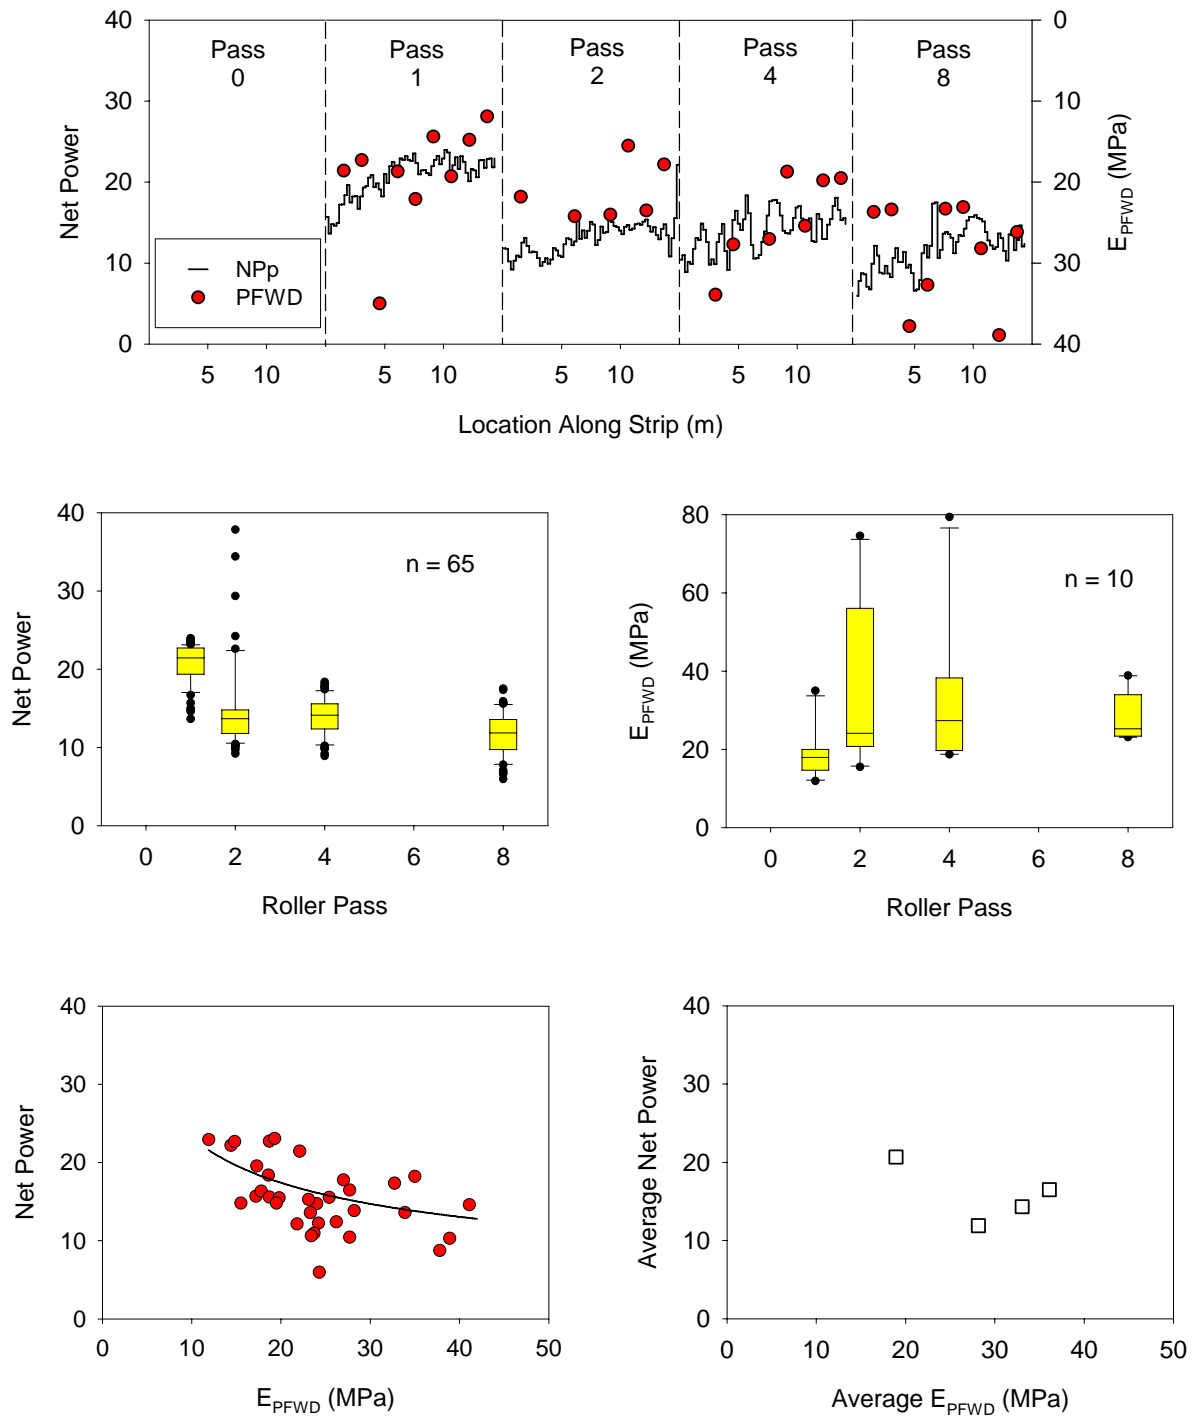 40 0
Pass Pass Pass Pass Pass
0 1 2 4 8
30 10
20 20
10 30
0 40
Net Power
E_PFWD (MPa)
NPp
PFWD
5 10 5 10 5 10 5 10 5 10
Location Along Strip (m)
40
30
20
10
0
Net Power
n = 65
0 2 4 6 8
Roller Pass
80
60
40
20
0
E_PFWD (MPa)
n = 10
0 2 4 6 8
Roller Pass
40
30
20
10
0
Net Power
0 10 20 30 40 50
E_PFWD (MPa)
40
30
20
10
0
Average Net Power
0 10 20 30 40 50
Average E_PFWD (MPa)